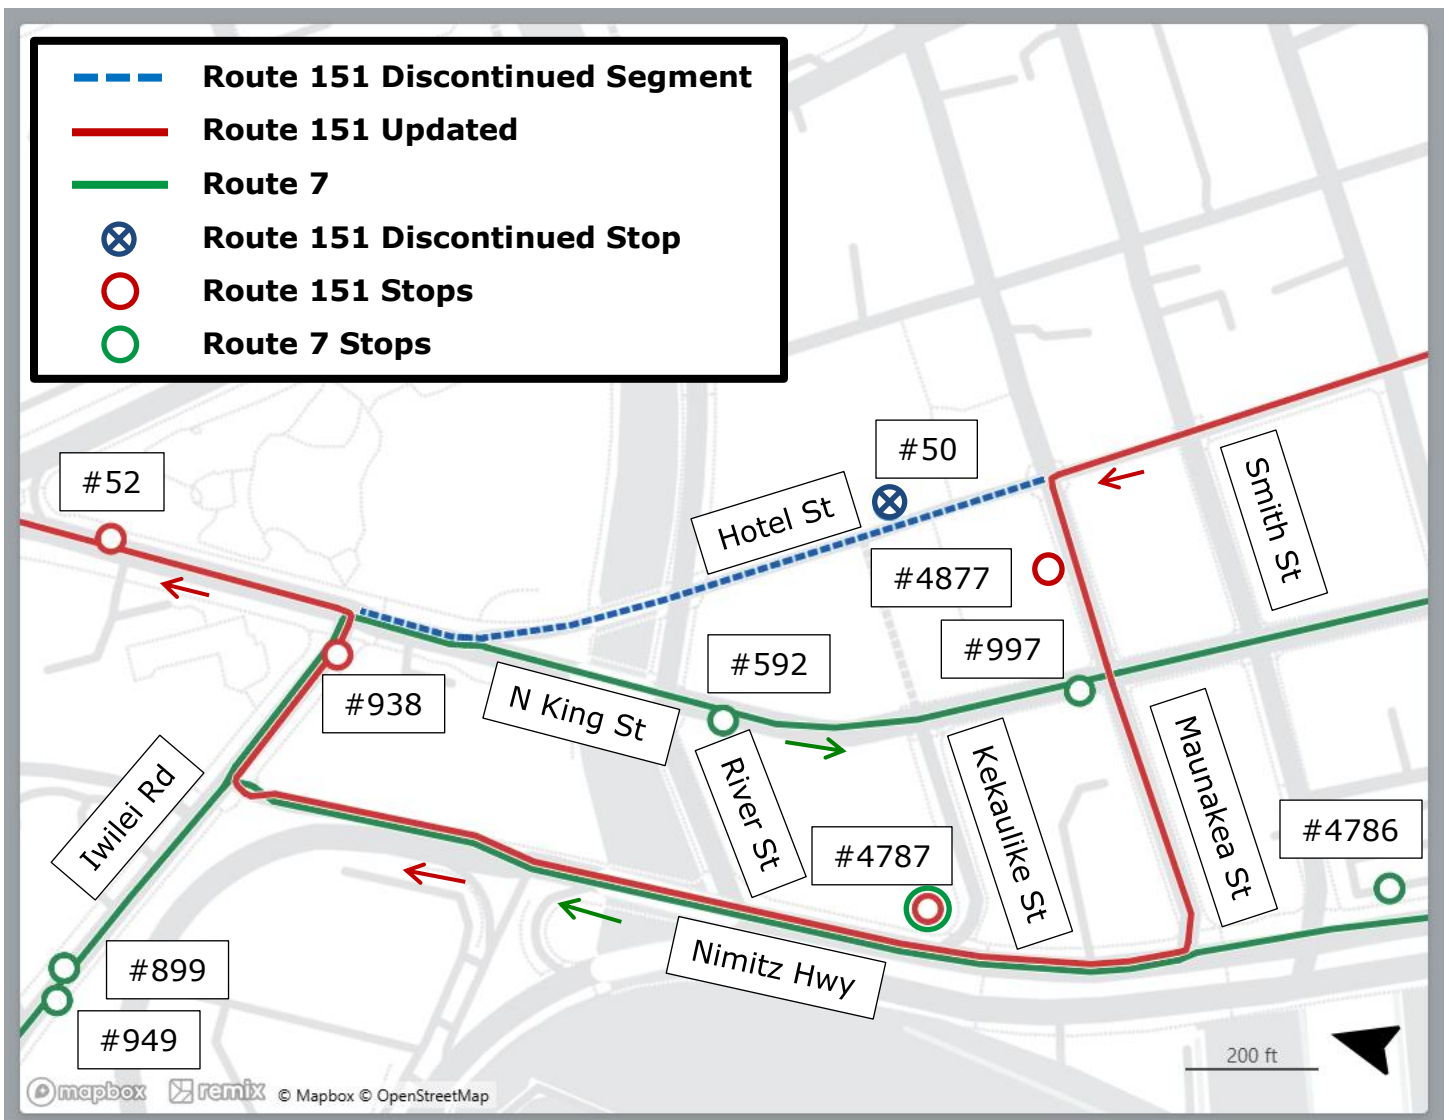 Route 151 Discontinued Segment
Route 151 Updated
Route 7
Route 151 Discontinued Stop
Route 151 Stops
Route 7 Stops
#50
#52
Hotel St
Smith St
#4877
#997
#592
#938
N King St
River St
Kekaulike St
Maunakea St
Iwilei Rd
#4786
#4787
Nimitz Hwy
#899
#949
200 ft
mapbox remix © Mapbox © OpenStreetMap